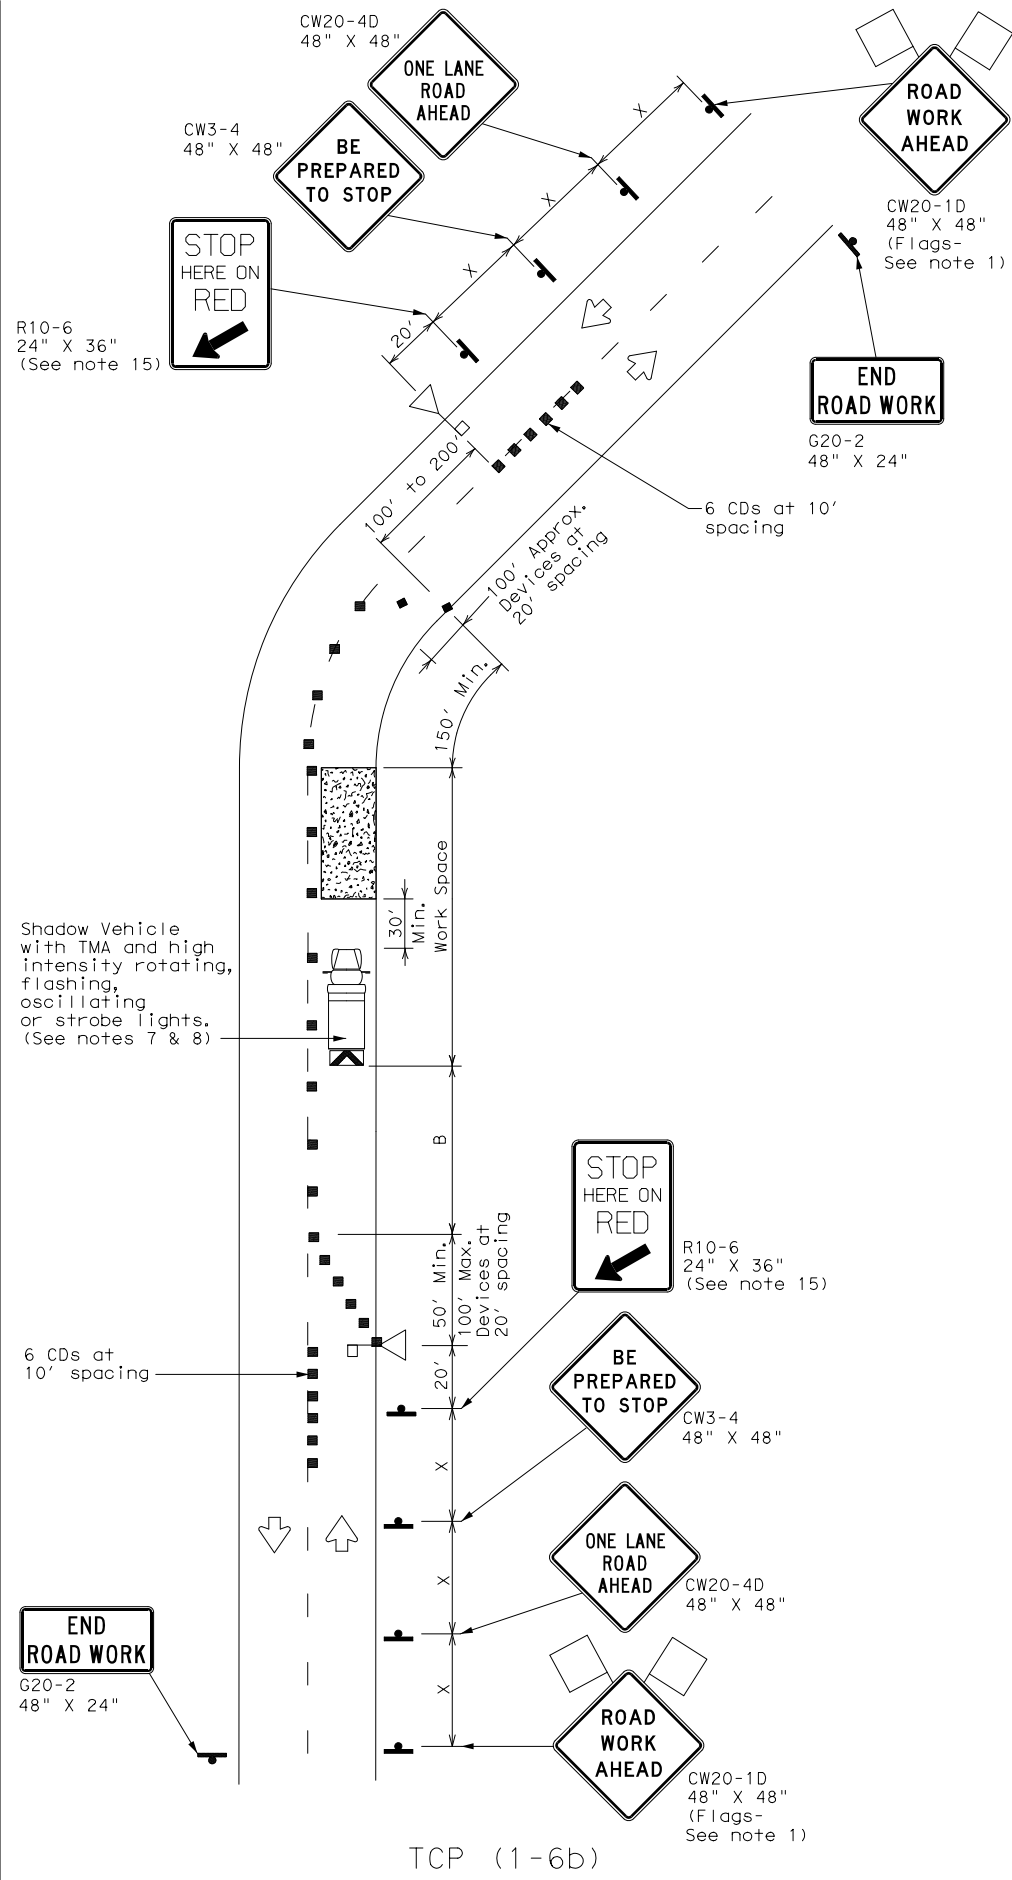 CW20-4D
48" X 48"
ONE LANE
ROAD
AHEAD
ROAD
WORK
AHEAD
CW20-1D
48" X 48"
(Flags-
See note 1)
CW3-4
48" X 48"
BE
PREPARED
TO STOP
X
X
X
20'
STOP
HERE ON
RED
R10-6
24" X 36"
(See note 15)
END
ROAD WORK
G20-2
48" X 24"
100' to 200'
6 CDs at 10'
spacing
100' Approx.
Devices at
20' spacing
150' Min.
Work Space
30'
Min.
Shadow Vehicle
with TMA and high
intensity rotating,
flashing,
oscillating
or strobe lights.
(See notes 7 & 8)
B
50' Min.
100' Max.
Devices at
20' spacing
STOP
HERE ON
RED
R10-6
24" X 36"
(See note 15)
6 CDs at
10' spacing
20'
BE
PREPARED
TO STOP
CW3-4
48" X 48"
X
X
X
ONE LANE
ROAD
AHEAD
CW20-4D
48" X 48"
END
ROAD WORK
G20-2
48" X 24"
ROAD
WORK
AHEAD
CW20-1D
48" X 48"
(Flags-
See note 1)
TCP (1-6b)